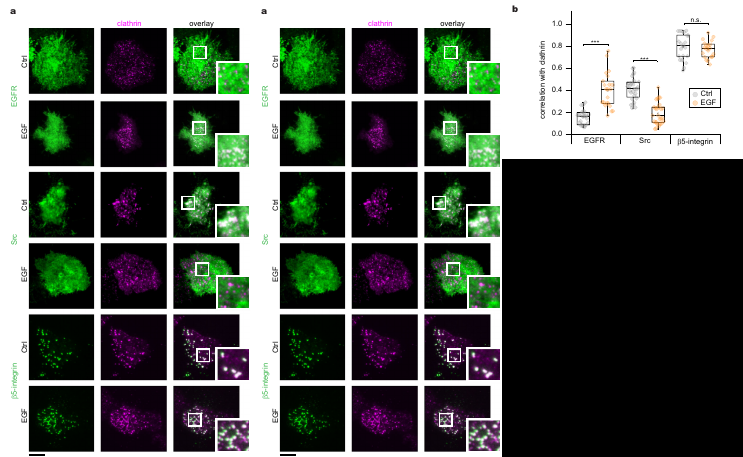 a
clathrin
overlay
EGFR
Ctrl
EGF
Src
Ctrl
EGF
β5-integrin
Ctrl
EGF
a
clathrin
overlay
EGFR
Ctrl
EGF
Src
Ctrl
EGF
β5-integrin
Ctrl
EGF
b
correlation with clathrin
1.0
0.8
0.6
0.4
0.2
0.0
***
***
n.s.
Ctrl
EGF
EGFR
Src
β5-integrin